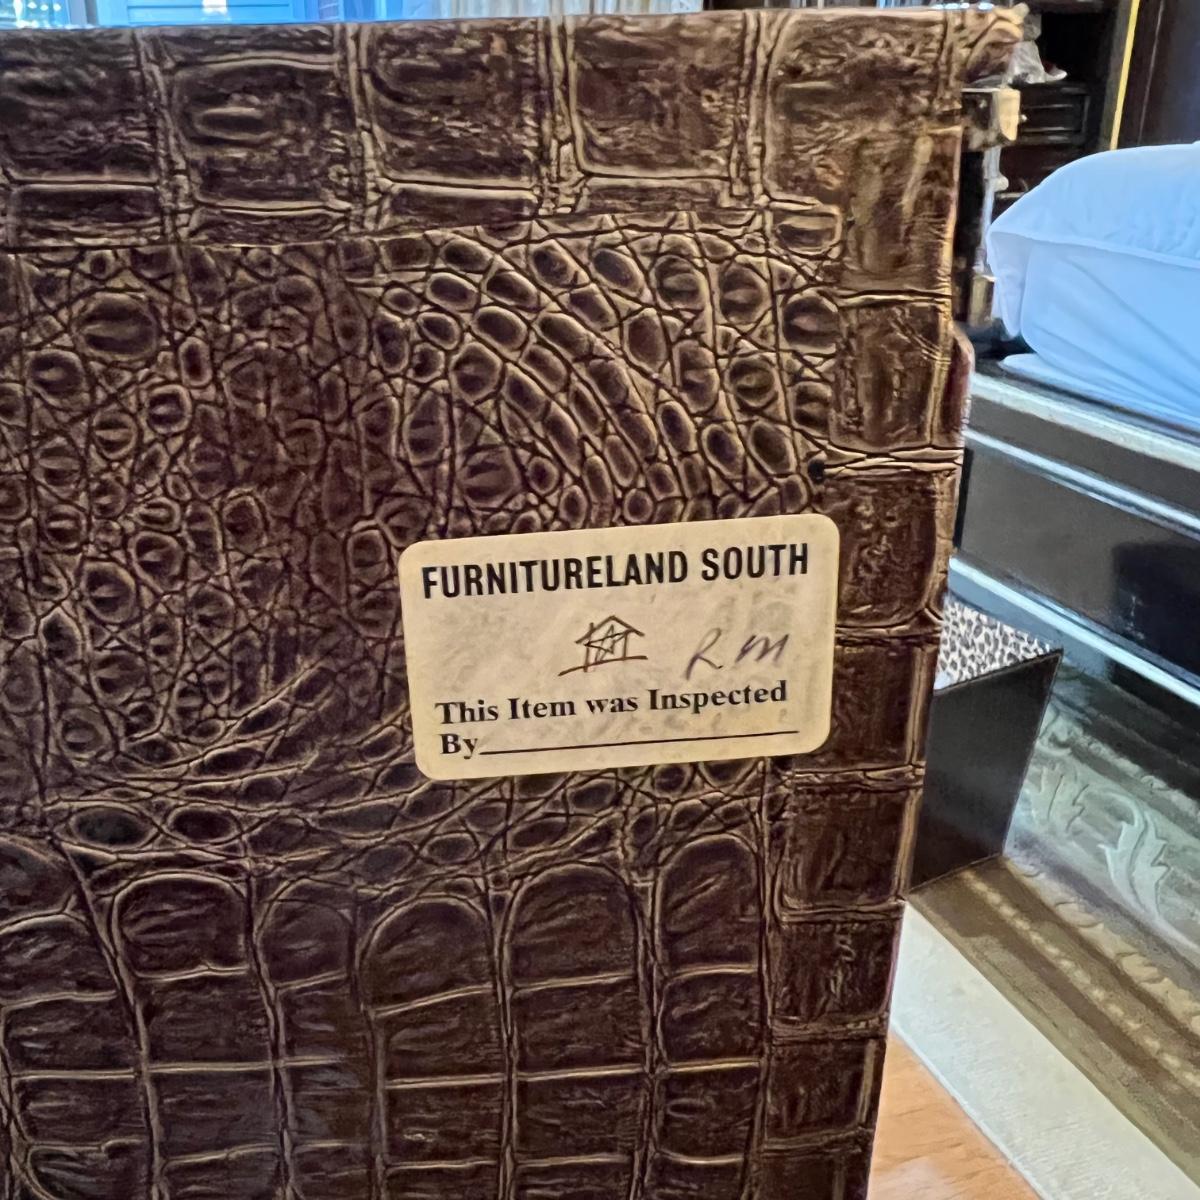 FURNITURELAND SOUTH
RM
This Item was Inspected
By